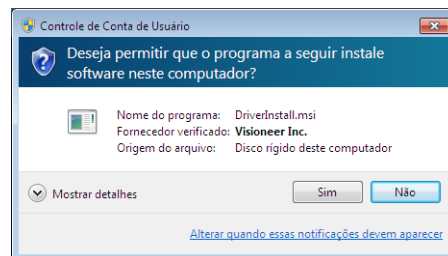 Controle de Conta de Usuário
Deseja permitir que o programa a seguir instale
software neste computador?
Nome do programa: DriverInstall.msi
Fornecedor verificado: Visioneer Inc.
Origem do arquivo: Disco rígido deste computador
Mostrar detalhes
Sim
Não
Alterar quando essas notificações devem aparecer